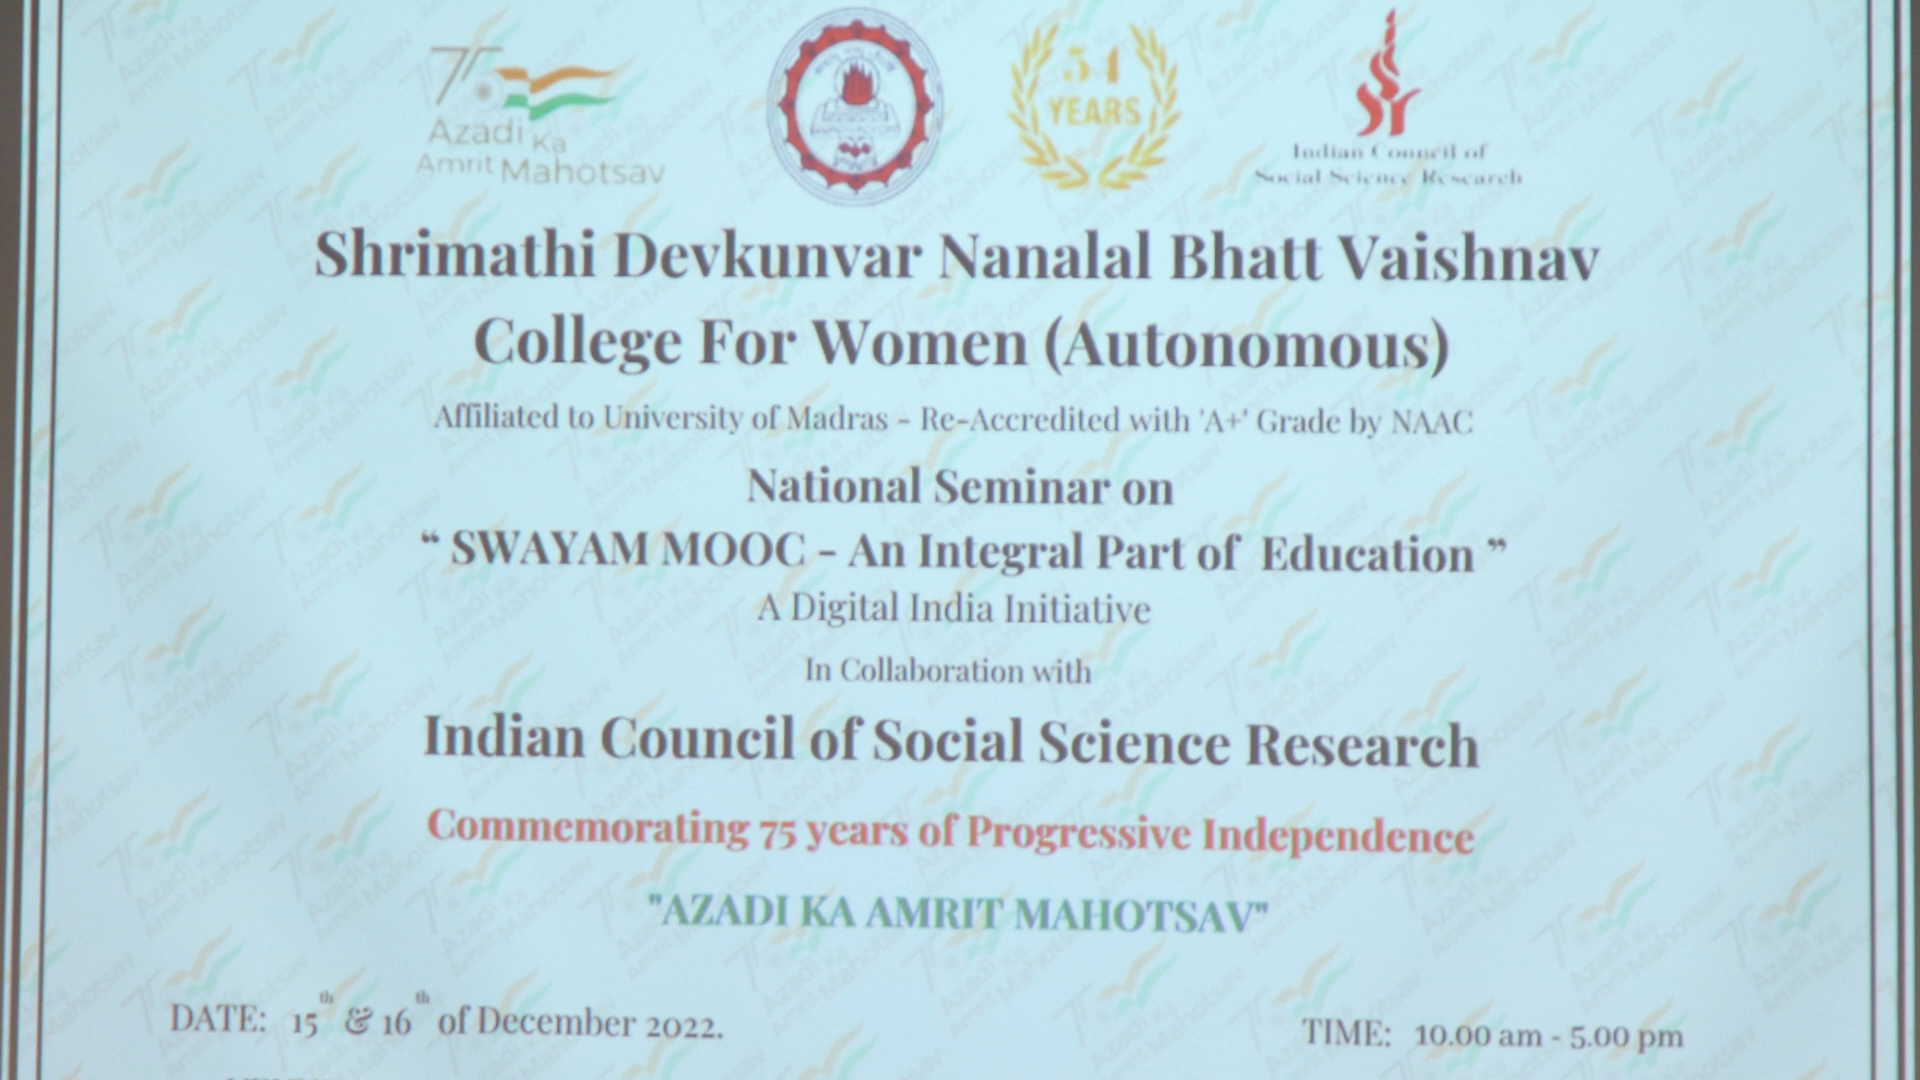 75
Azadi Ka
Amrit Mahotsav
54
YEARS
Indian Council of
Social Science Research
Shrimathi Devkunvar Nanalal Bhatt Vaishnav
College For Women (Autonomous)
Affiliated to University of Madras - Re-Accredited with 'A+' Grade by NAAC
National Seminar on
“ SWAYAM MOOC - An Integral Part of Education ”
A Digital India Initiative
In Collaboration with
Indian Council of Social Science Research
Commemorating 75 years of Progressive Independence
"AZADI KA AMRIT MAHOTSAV"
DATE: 15th & 16th of December 2022.
TIME: 10.00 am - 5.00 pm